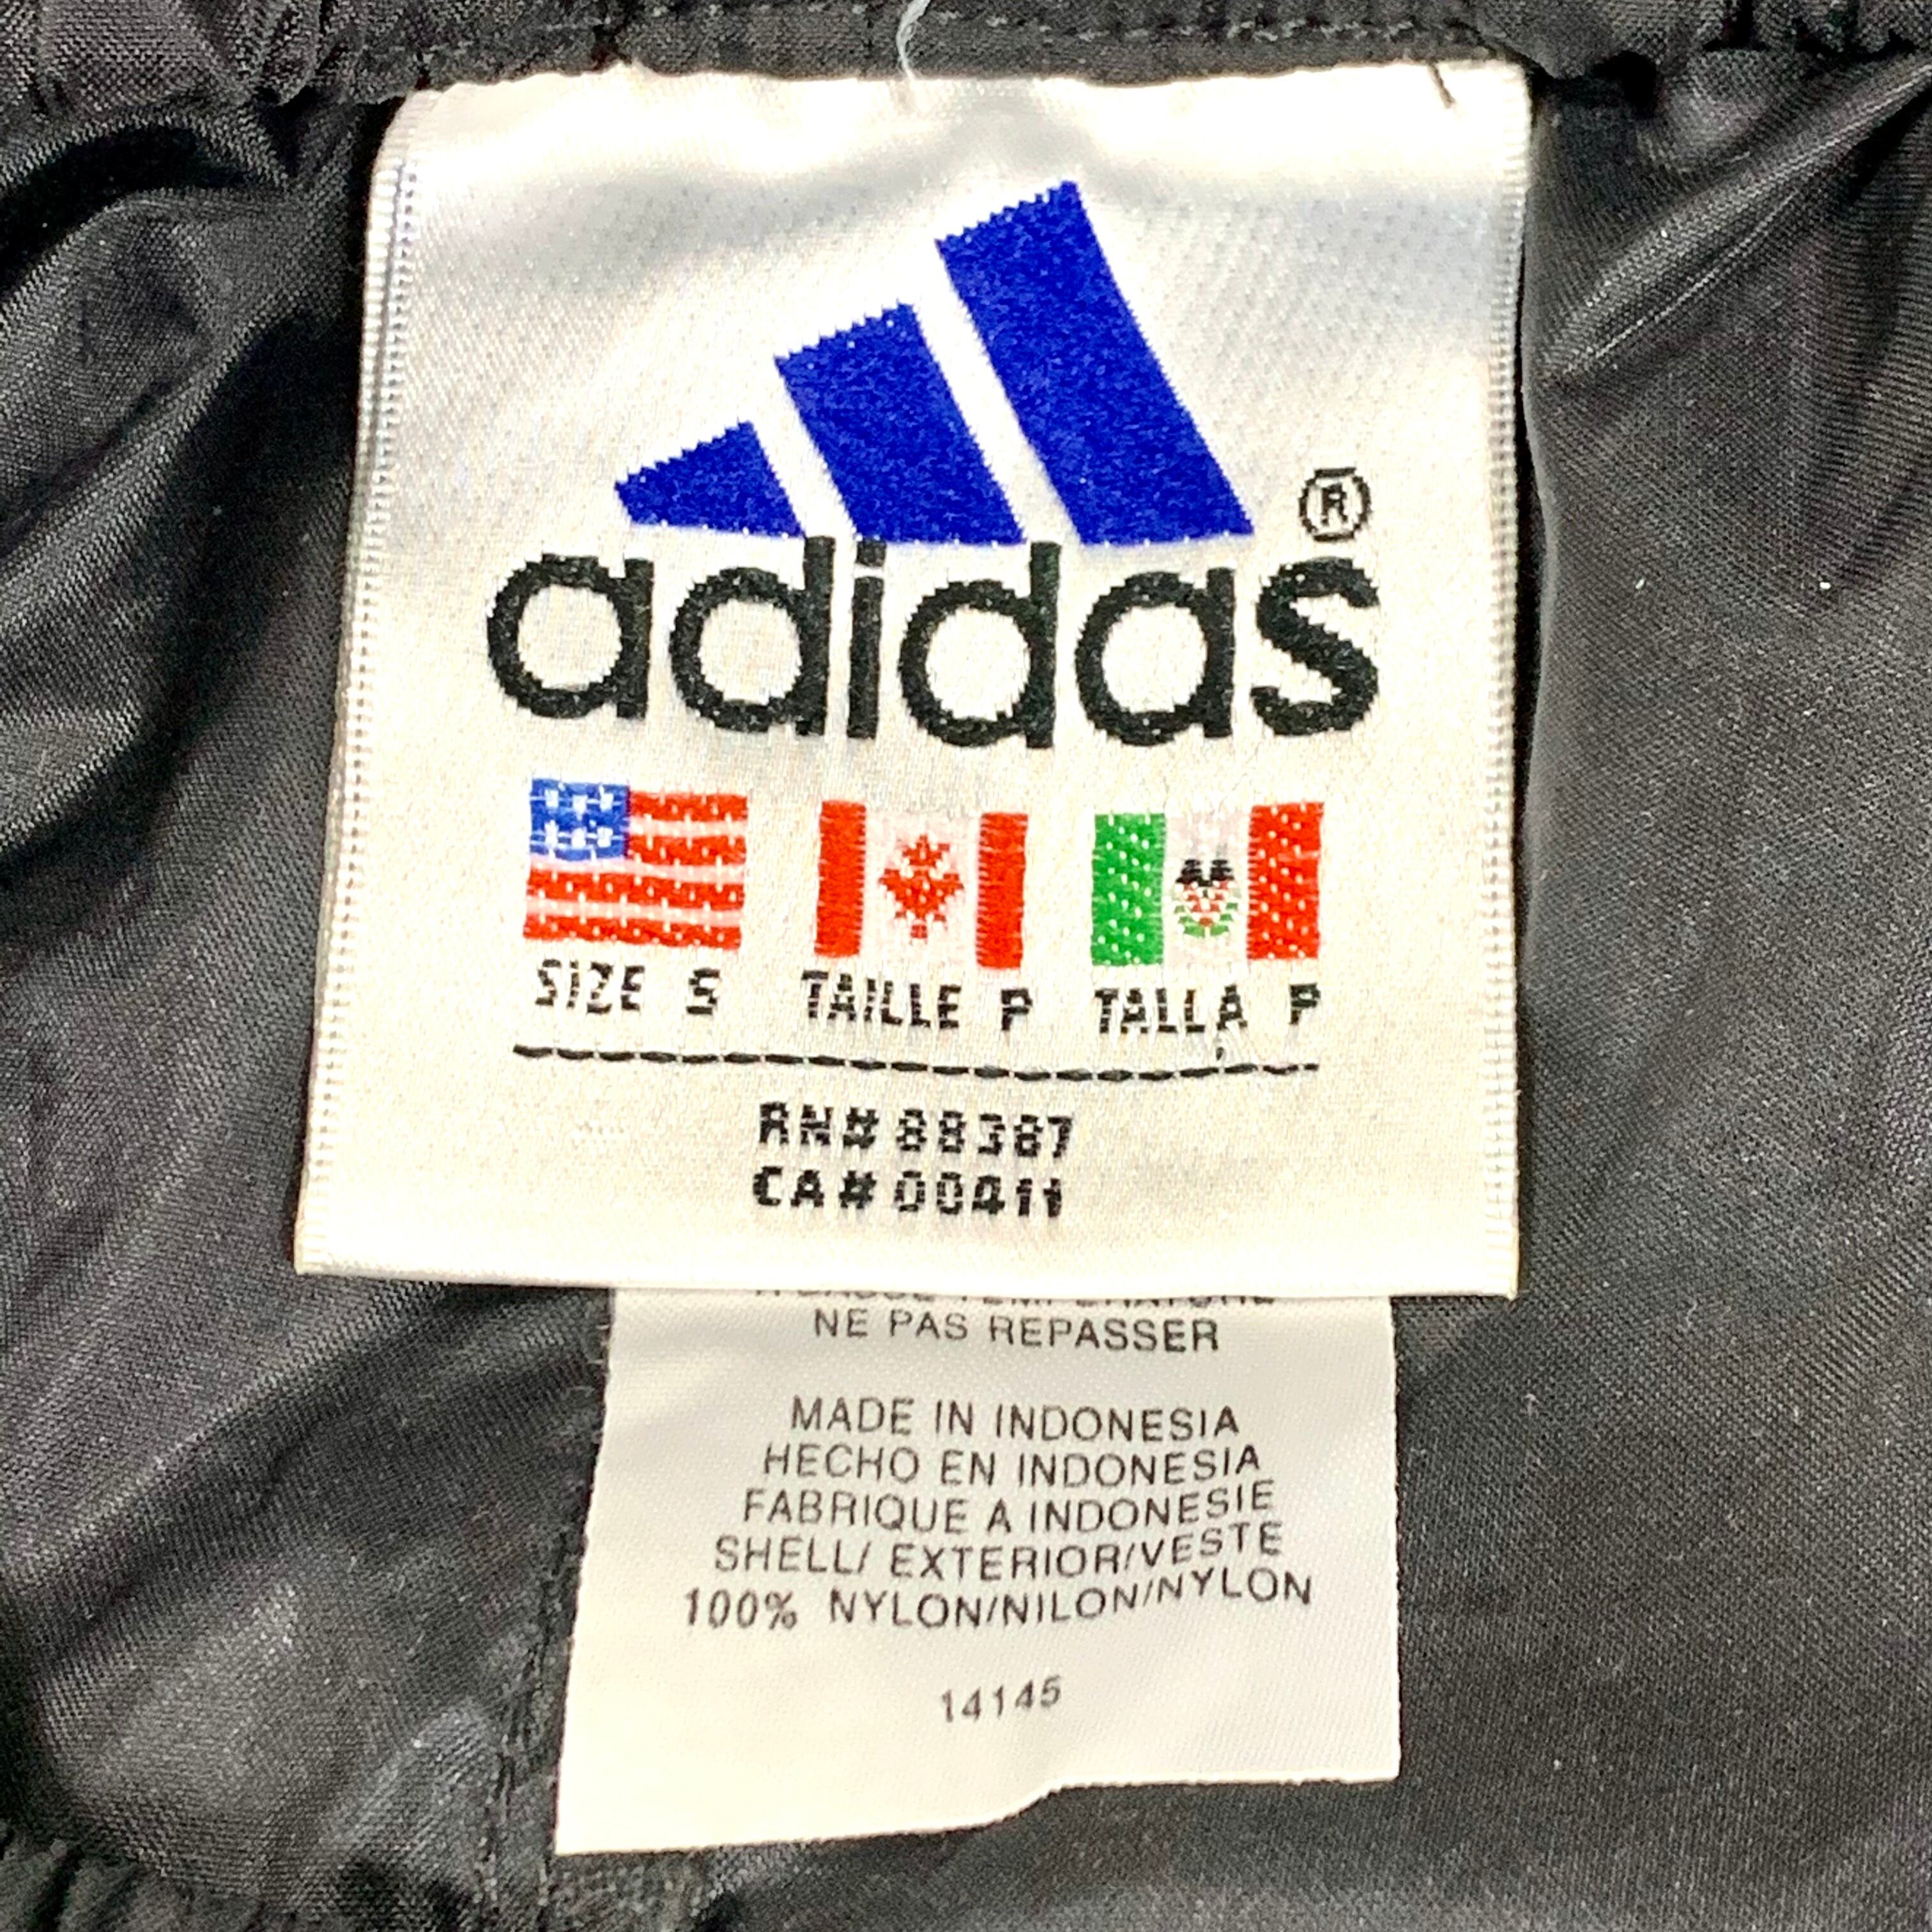 ®
adidas
SIZE S TAILLE P TALLA P
RN# 88387
CA# 00411
NE PAS REPASSER
MADE IN INDONESIA
HECHO EN INDONESIA
FABRIQUE A INDONESIE
SHELL/ EXTERIOR/VESTE
100% NYLON/NILON/NYLON
14145